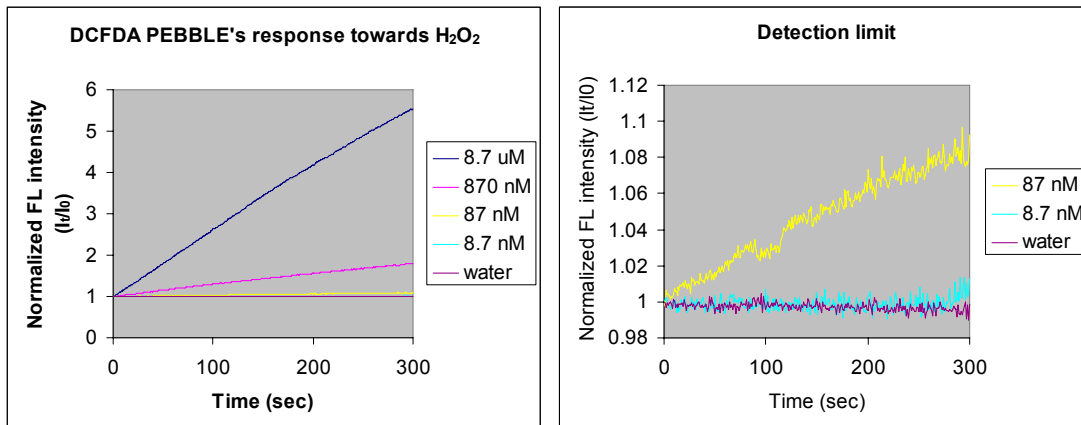 DCFDA PEBBLE's response towards H₂O₂
Normalized FL intensity
(It/I0)
6
5
4
3
2
1
0
0 100 200 300
Time (sec)
8.7 uM
870 nM
87 nM
8.7 nM
water
Detection limit
Normalized FL intensity (It/I0)
1.12
1.1
1.08
1.06
1.04
1.02
1
0.98
0 100 200 300
Time (sec)
87 nM
8.7 nM
water